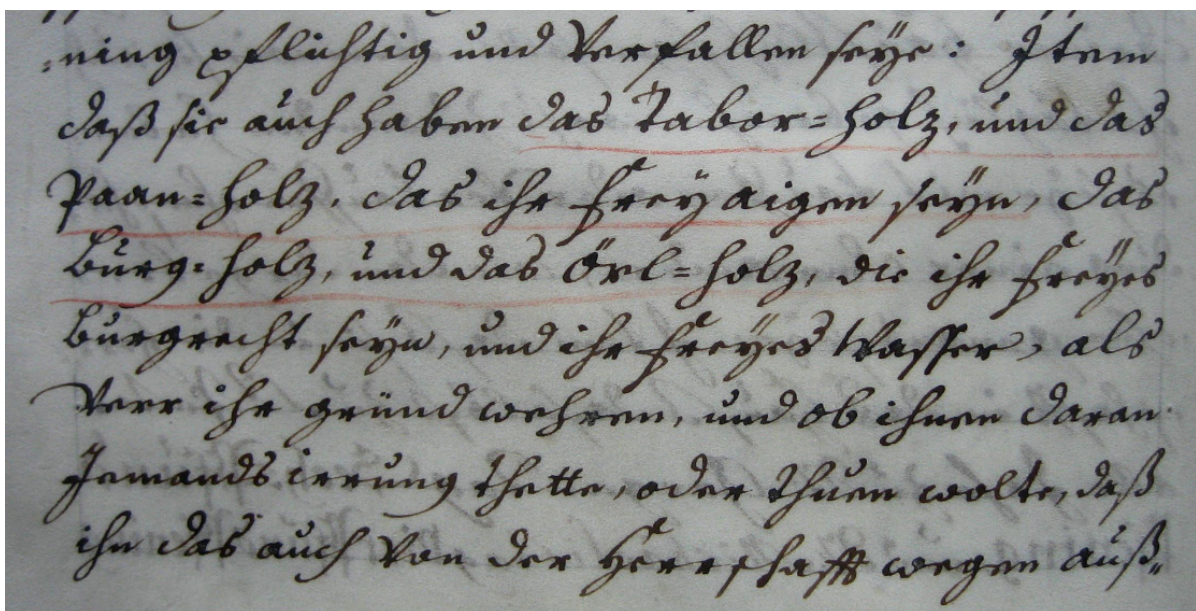 :ning pflichtig und Verfallen seye: Item
daß sie auch haben das Tabor=holz, und das
Paan=holz, das ihr frey aigen seyn, das
Burg=holz, und das Örl=holz, die ihr freyes
burgrecht seyn, und ihr freyes Wasser, als
Verr ihr gründ wehren, und ob ihnen daran
Jemands irrung thette, oder thuen wolte, daß
ihn das auch von der Herrschafft wegen auß„